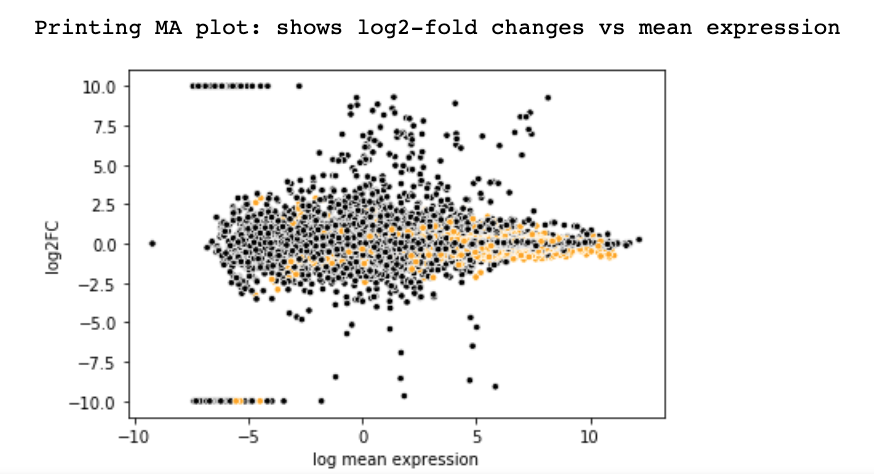 Printing MA plot: shows log2-fold changes vs mean expression
10.0
7.5
5.0
2.5
0.0
−2.5
−5.0
−7.5
−10.0
log2FC
−10 −5 0 5 10
log mean expression